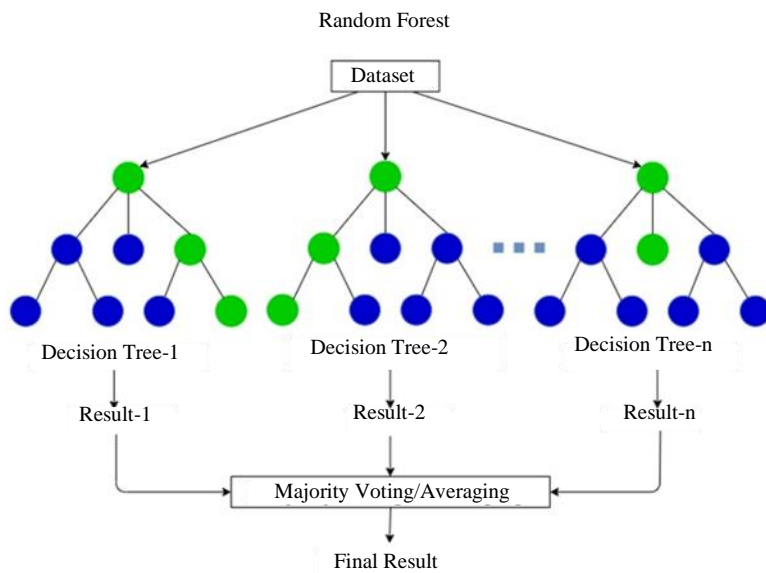 Random Forest
Dataset
Decision Tree-1
Decision Tree-2
Decision Tree-n
Result-1
Result-2
Result-n
Majority Voting/Averaging
Final Result